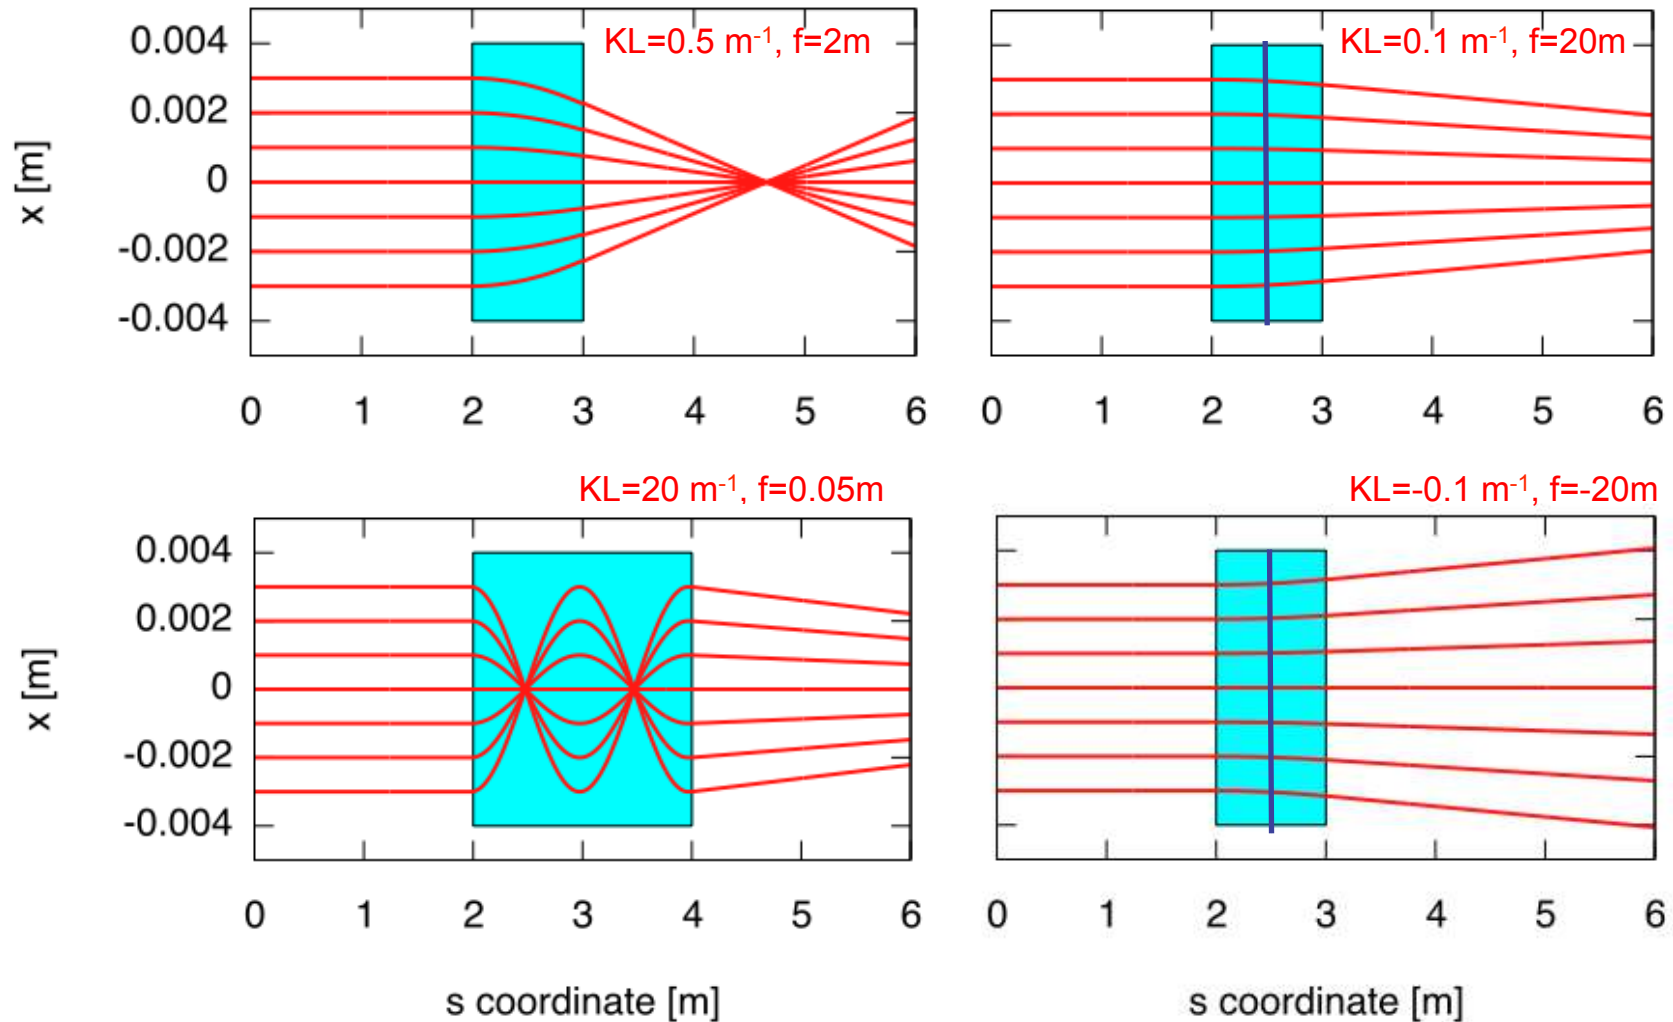 KL=0.5 m-1, f=2m
0.004
0.002
0
-0.002
-0.004
x [m]
0 1 2 3 4 5 6
KL=0.1 m-1, f=20m
0 1 2 3 4 5 6
KL=20 m-1, f=0.05m
0.004
0.002
0
-0.002
-0.004
x [m]
0 1 2 3 4 5 6
s coordinate [m]
KL=-0.1 m-1, f=-20m
0 1 2 3 4 5 6
s coordinate [m]